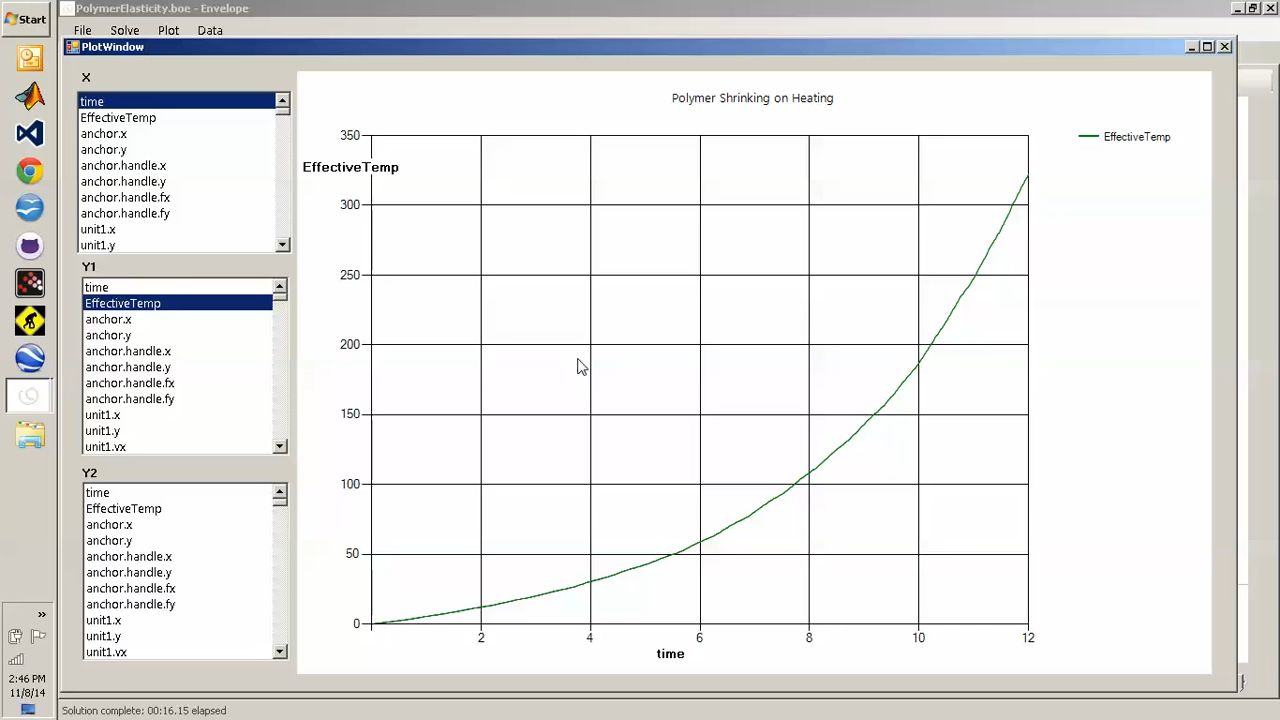 Start
PolymerElasticity.boe - Envelope
File Solve Plot Data
PlotWindow
X
time
EffectiveTemp
anchor.x
anchor.y
anchor.handle.x
anchor.handle.y
anchor.handle.fx
anchor.handle.fy
unit1.x
unit1.y
Y1
time
EffectiveTemp
anchor.x
anchor.y
anchor.handle.x
anchor.handle.y
anchor.handle.fx
anchor.handle.fy
unit1.x
unit1.y
unit1.vx
Y2
time
EffectiveTemp
anchor.x
anchor.y
anchor.handle.x
anchor.handle.y
anchor.handle.fx
anchor.handle.fy
unit1.x
unit1.y
unit1.vx
Polymer Shrinking on Heating
EffectiveTemp
350
EffectiveTemp
300
250
200
150
100
50
0
2 4 6 8 10 12
time
2:46 PM
11/8/14
Solution complete: 00:16.15 elapsed